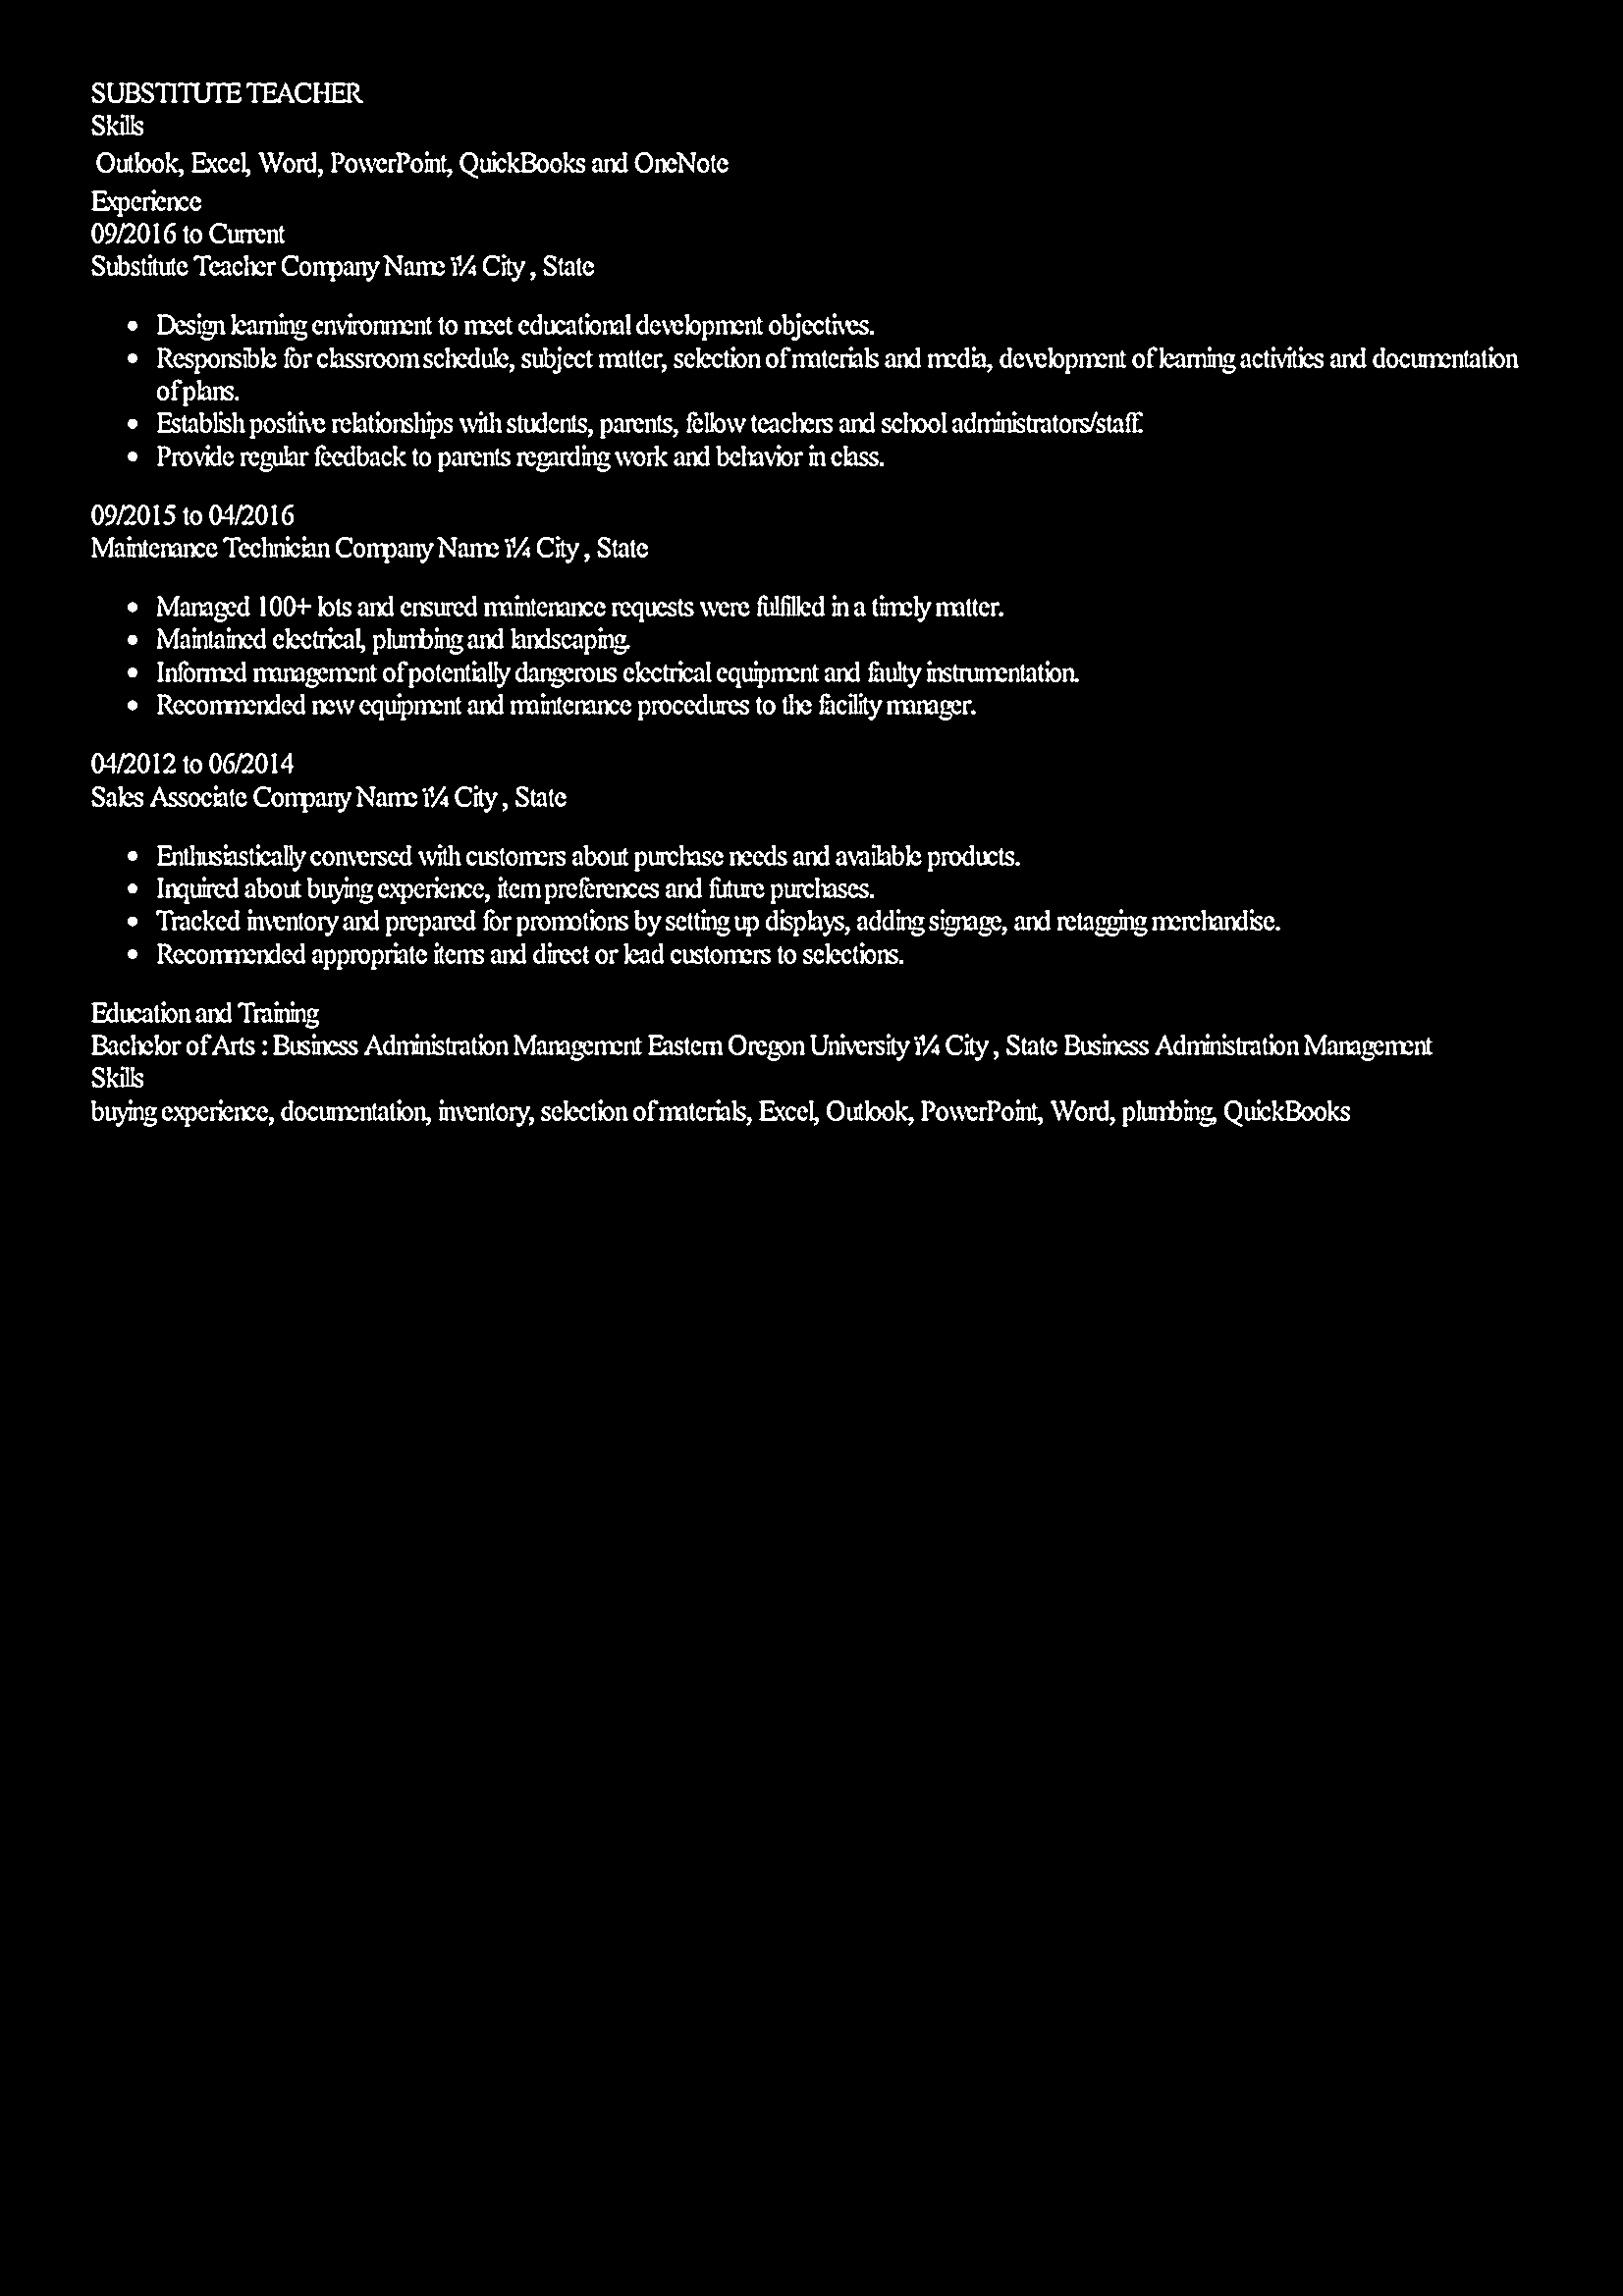 SUBSTITUTE TEACHER
Skills
Outlook, Excel, Word, PowerPoint, QuickBooks and OneNote
Experience
09/2016 to Current
Substitute Teacher Company Name ï¼ City , State
• Design learning environment to meet educational development objectives.
• Responsible for classroom schedule, subject matter, selection of materials and media, development of learning activities and documentation
of plans.
• Establish positive relationships with students, parents, fellow teachers and school administrators/staff.
• Provide regular feedback to parents regarding work and behavior in class.
09/2015 to 04/2016
Maintenance Technician Company Name ï¼ City , State
• Managed 100+ lots and ensured maintenance requests were fulfilled in a timely matter.
• Maintained electrical, plumbing and landscaping.
• Informed management of potentially dangerous electrical equipment and faulty instrumentation.
• Recommended new equipment and maintenance procedures to the facility manager.
04/2012 to 06/2014
Sales Associate Company Name ï¼ City , State
• Enthusiastically conversed with customers about purchase needs and available products.
• Inquired about buying experience, item preferences and future purchases.
• Tracked inventory and prepared for promotions by setting up displays, adding signage, and retagging merchandise.
• Recommended appropriate items and direct or lead customers to selections.
Education and Training
Bachelor of Arts : Business Administration Management Eastern Oregon University ï¼ City , State Business Administration Management
Skills
buying experience, documentation, inventory, selection of materials, Excel, Outlook, PowerPoint, Word, plumbing, QuickBooks